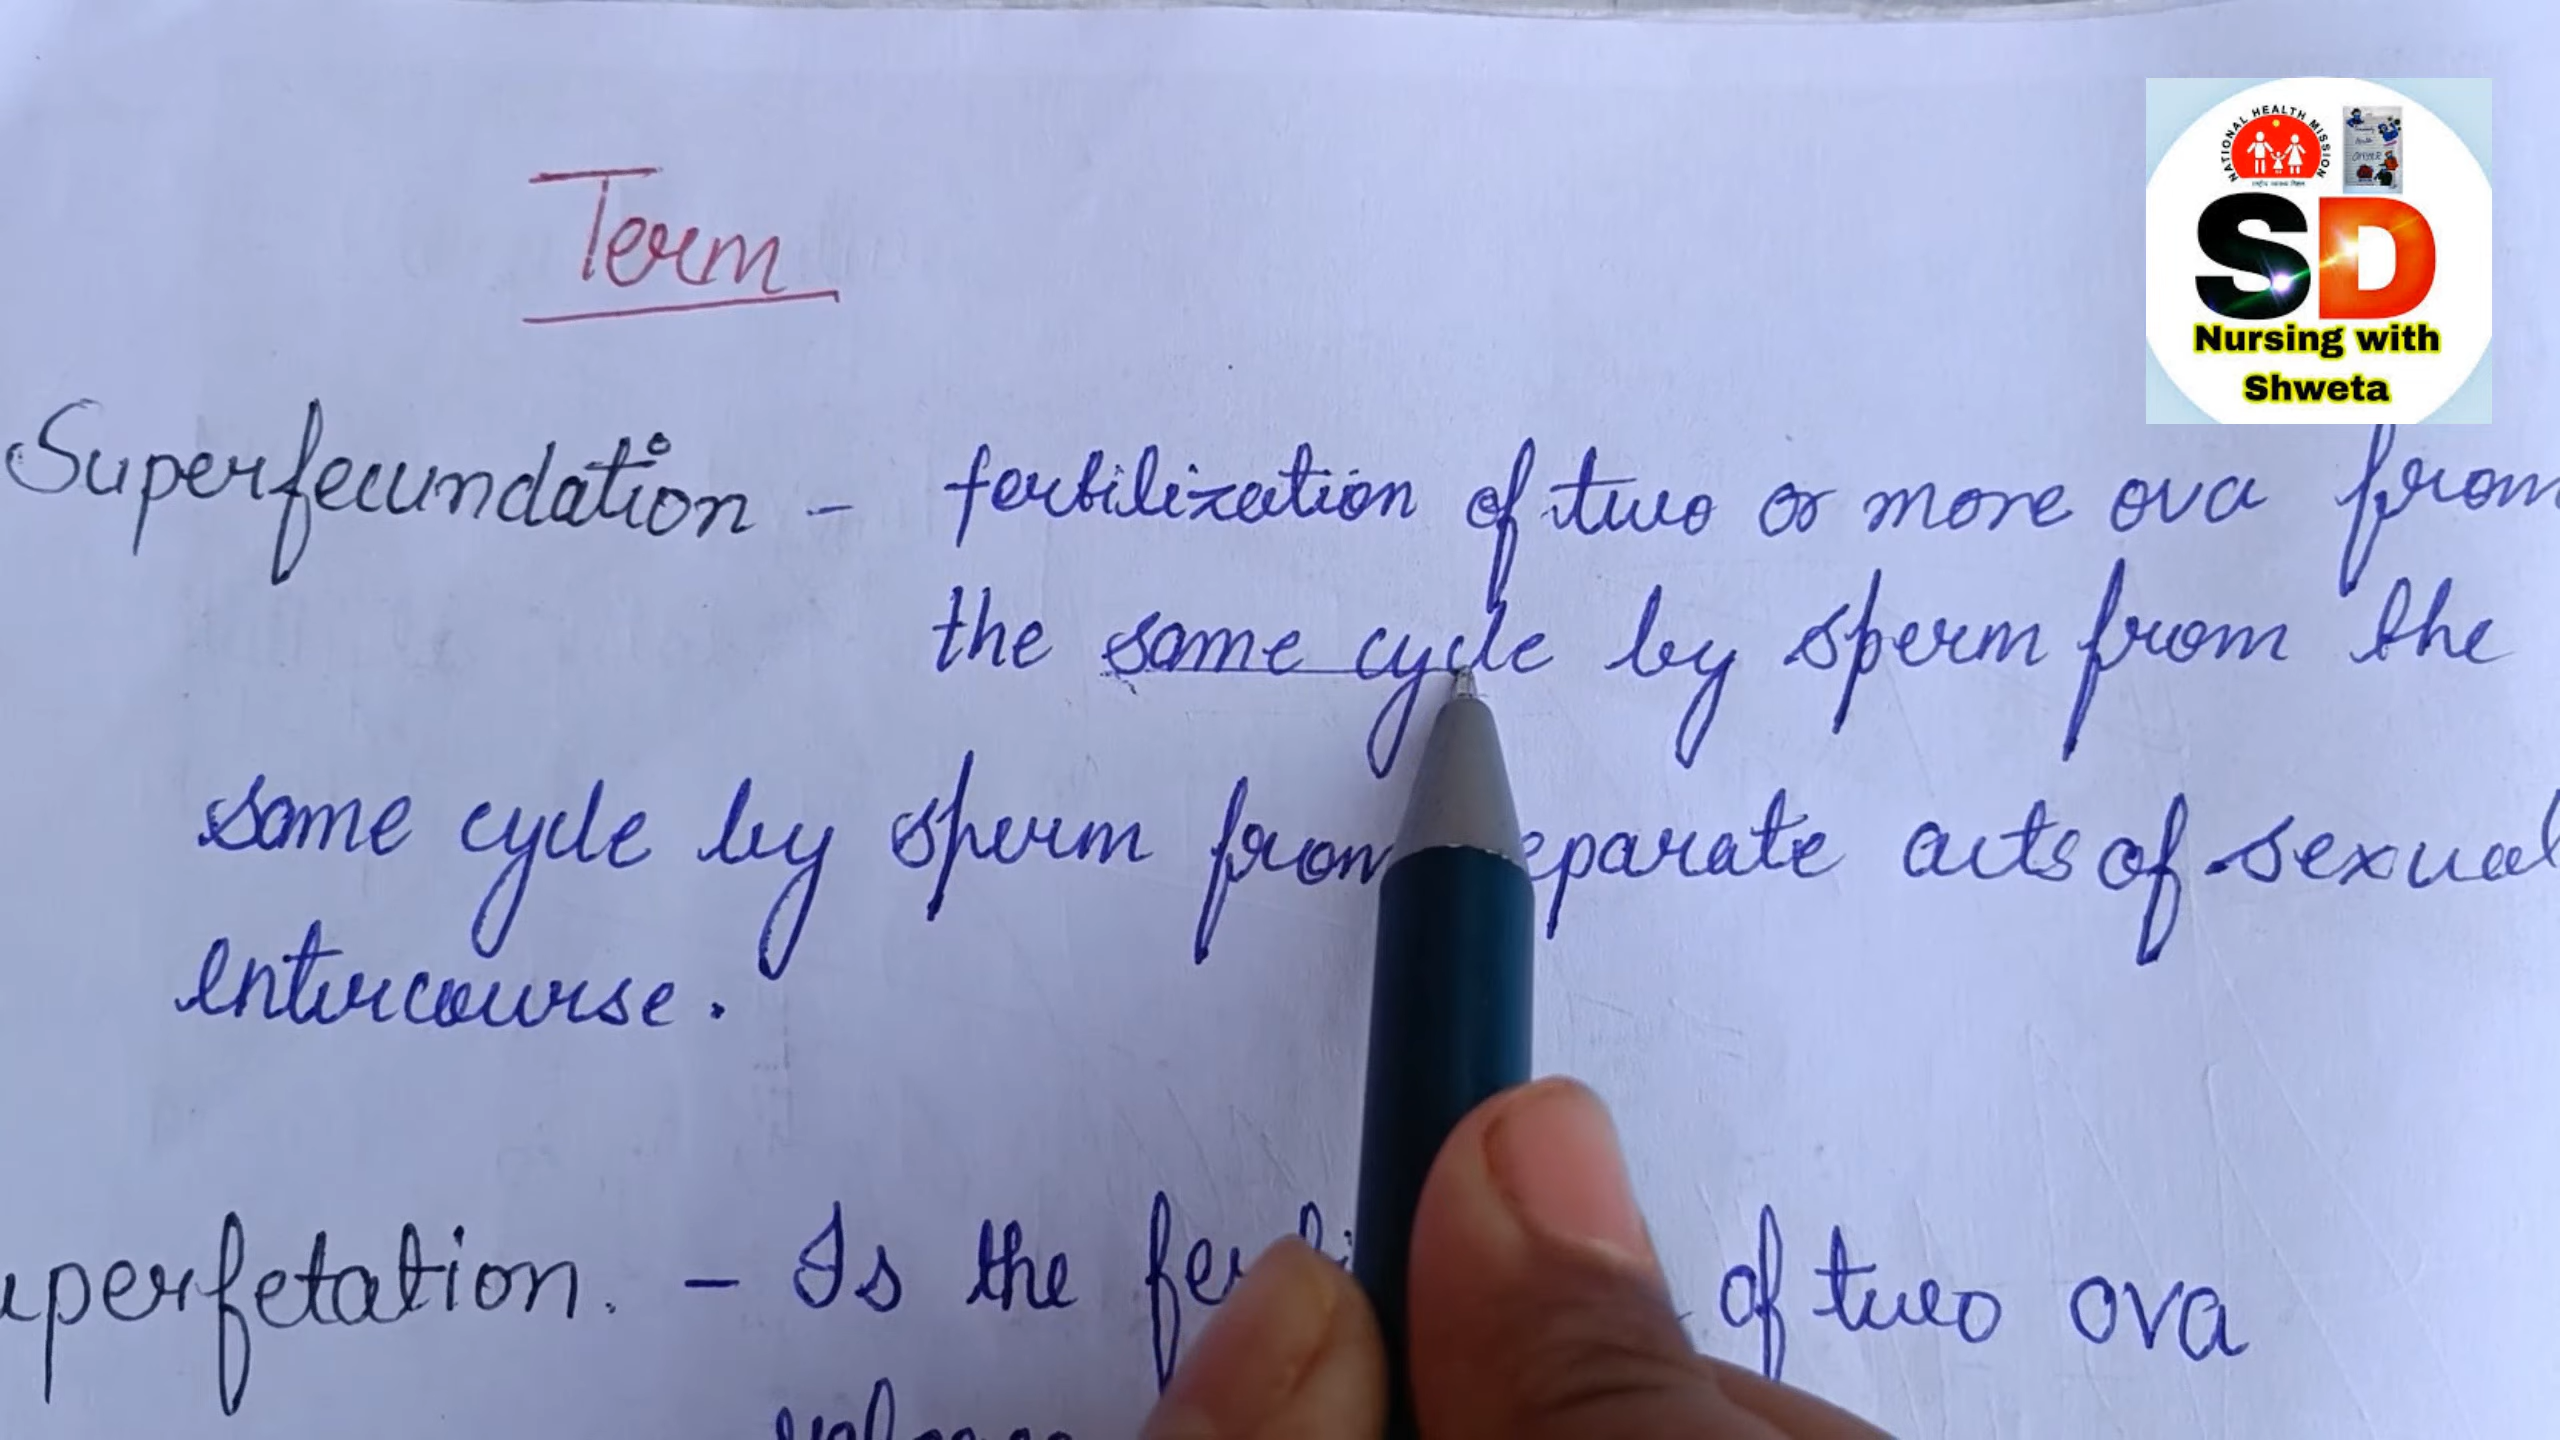 NATIONAL HEALTH MISSION
SD
Nursing with
Shweta
Term
Superfecundation - fertilization of two or more ova from
the same cycle by sperm from the
same cycle by sperm from separate acts of sexual
intercourse.
uperfetation. - Is the of two ova